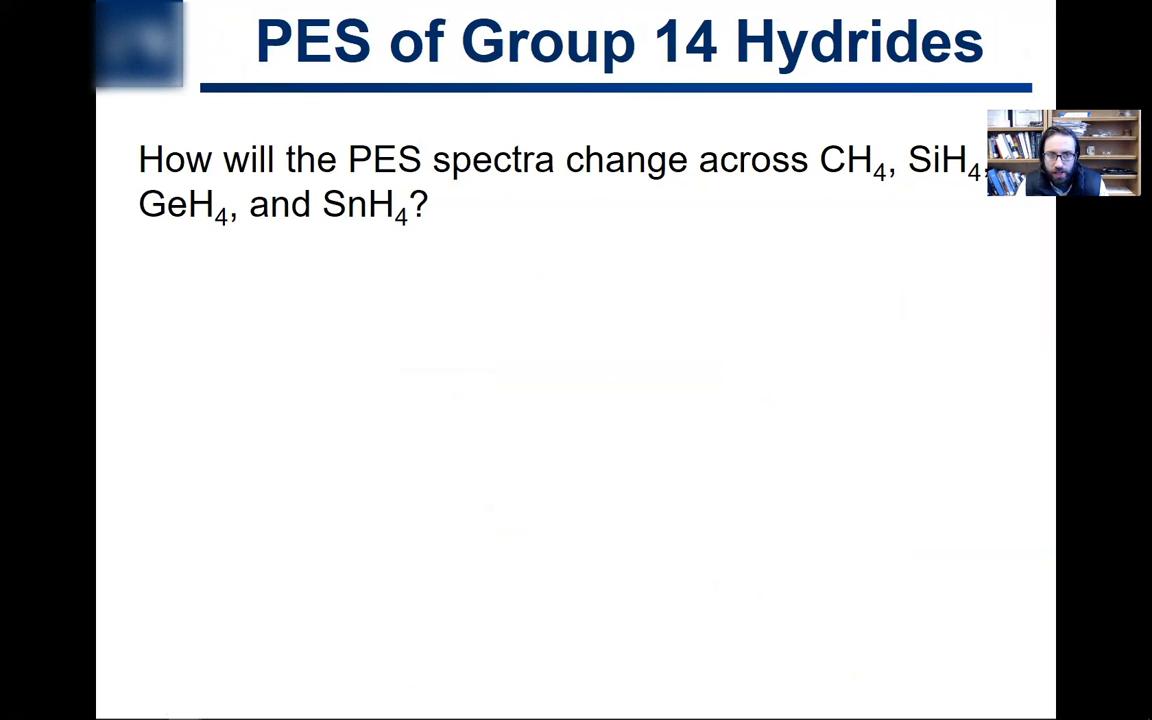 PES of Group 14 Hydrides
How will the PES spectra change across CH₄, SiH₄,
GeH₄, and SnH₄?